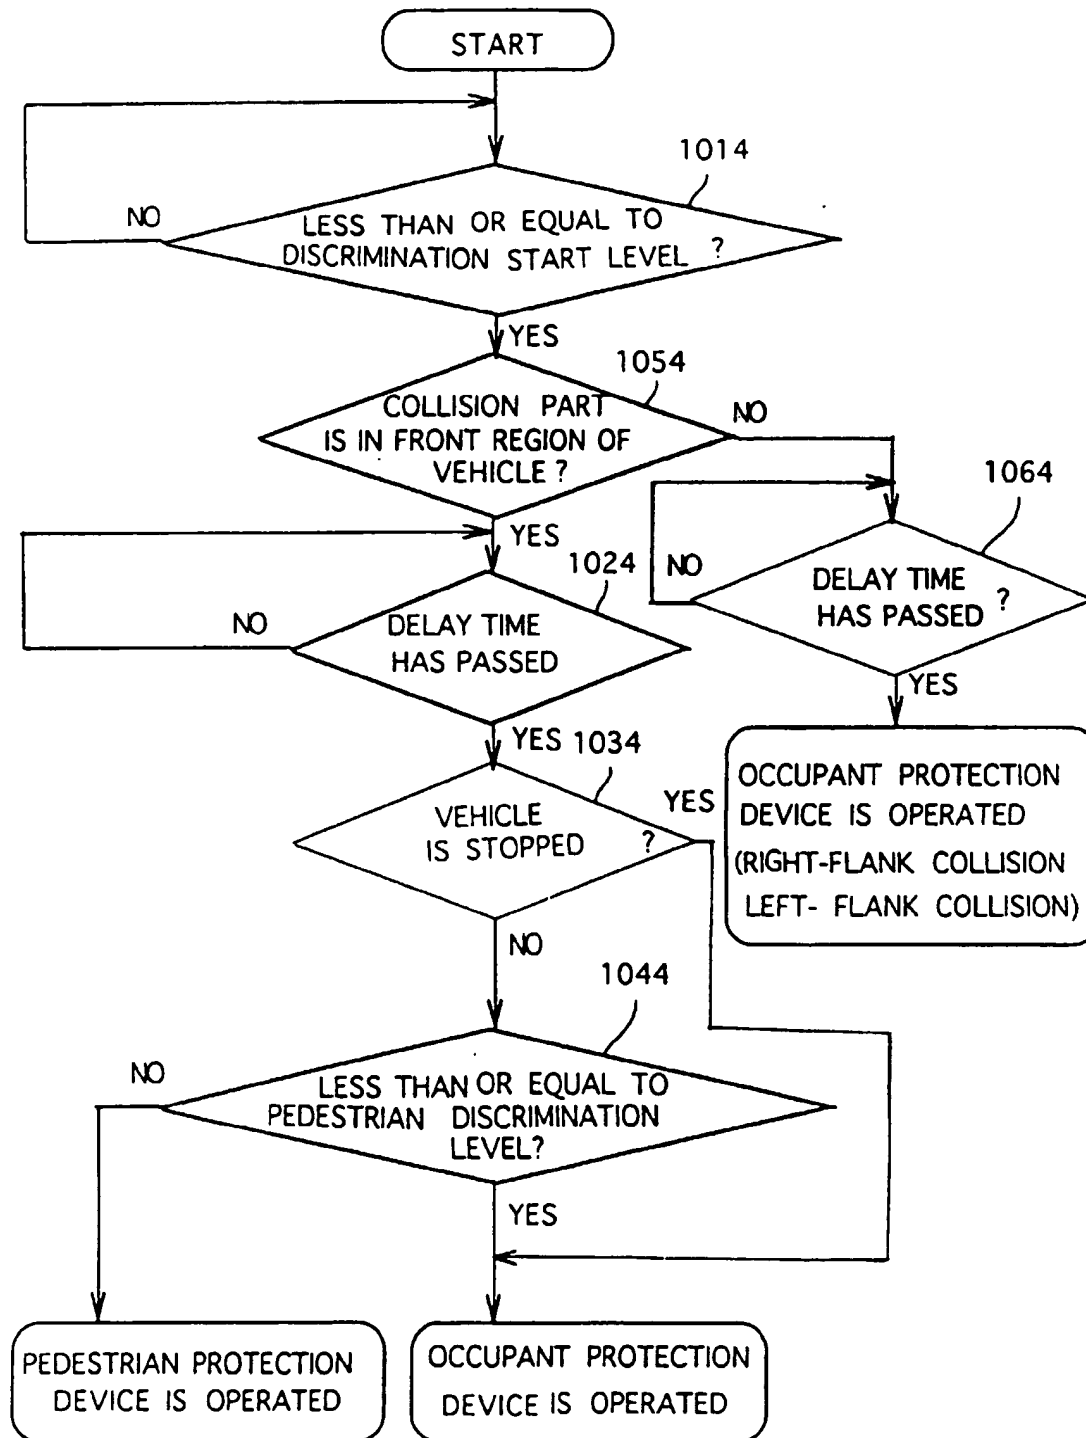 START
1014
NO
LESS THAN OR EQUAL TO
DISCRIMINATION START LEVEL ?
YES
1054
COLLISION PART
IS IN FRONT REGION OF
VEHICLE ?
NO
1064
YES
1024
NO
DELAY TIME
HAS PASSED ?
NO
DELAY TIME
HAS PASSED
YES
YES
1034
VEHICLE
IS STOPPED ?
YES
OCCUPANT PROTECTION
DEVICE IS OPERATED
(RIGHT-FLANK COLLISION
LEFT- FLANK COLLISION)
NO
1044
NO
LESS THAN OR EQUAL TO
PEDESTRIAN DISCRIMINATION
LEVEL?
YES
PEDESTRIAN PROTECTION
DEVICE IS OPERATED
OCCUPANT PROTECTION
DEVICE IS OPERATED